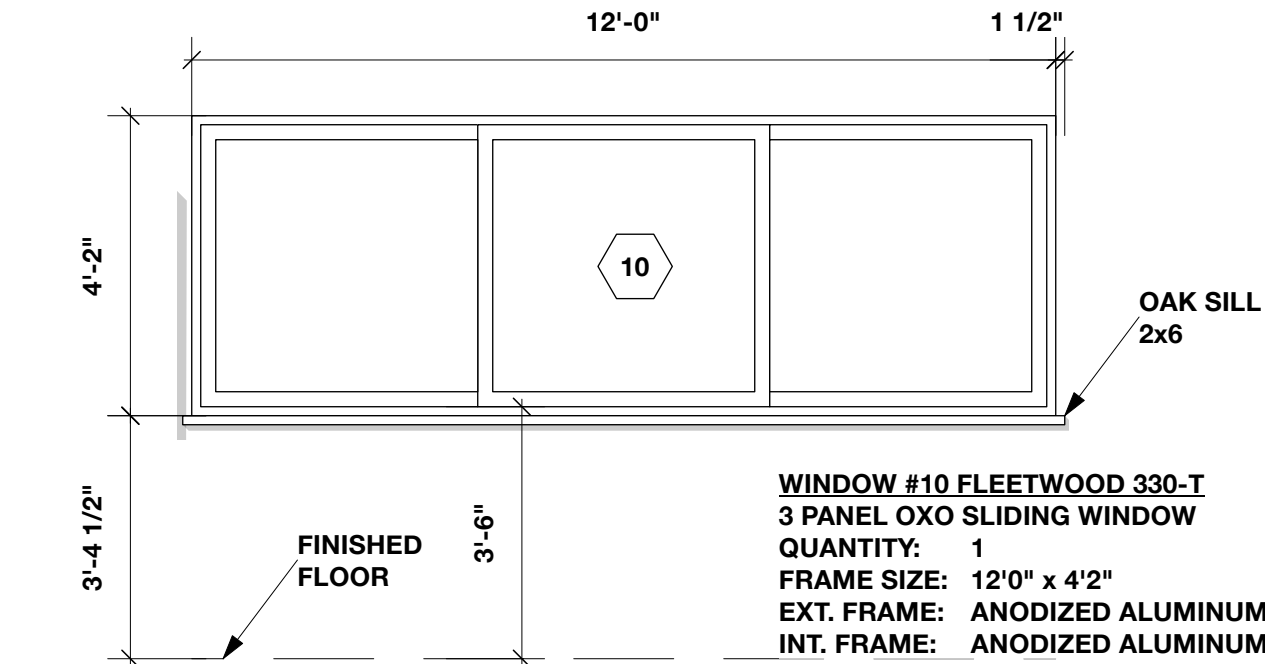 12'-0"
1 1/2"
4'-2"
10
OAK SILL
2x6
3'-4 1/2"
FINISHED
FLOOR
3'-6"
WINDOW #10 FLEETWOOD 330-T
3 PANEL OXO SLIDING WINDOW
QUANTITY: 1
FRAME SIZE: 12'0" x 4'2"
EXT. FRAME: ANODIZED ALUMINUM
INT. FRAME: ANODIZED ALUMINUM